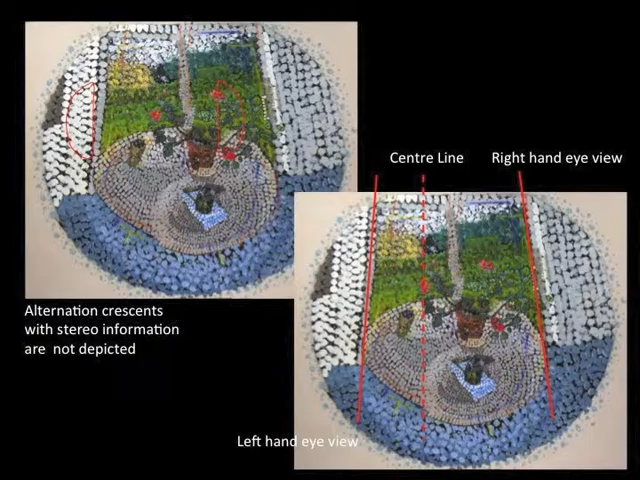 Centre Line
Right hand eye view
Alternation crescents
with stereo information
are not depicted
Left hand eye view